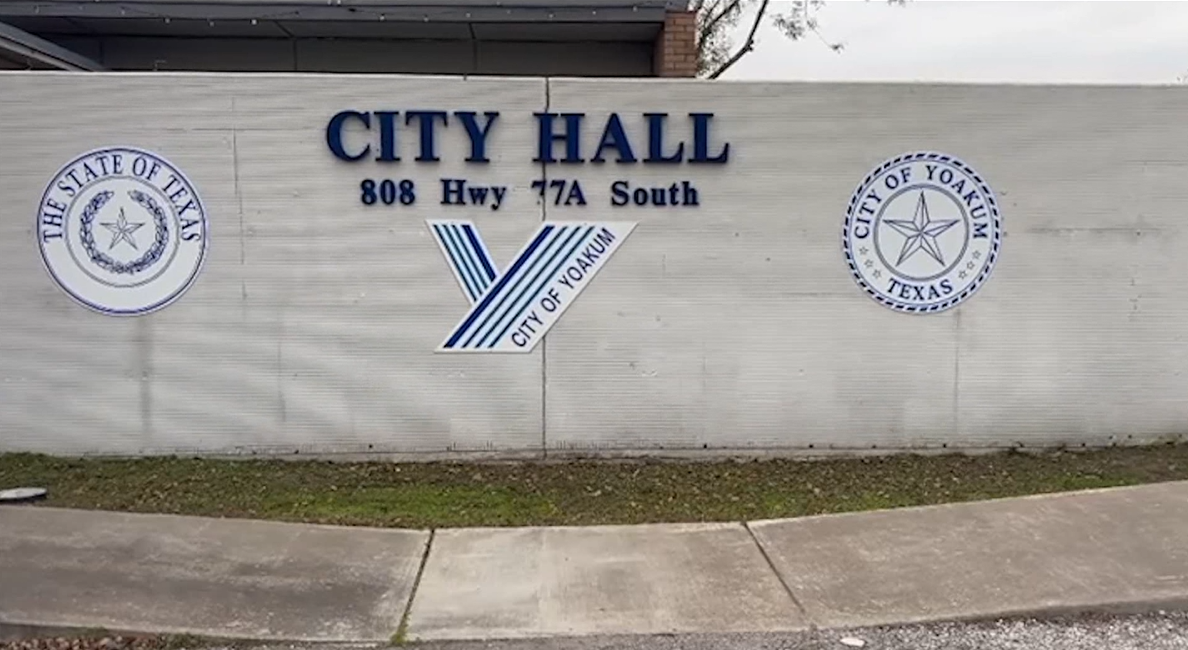 CITY HALL
808 Hwy 77A South
THE STATE OF TEXAS
CITY OF YOAKUM
CITY OF YOAKUM
TEXAS